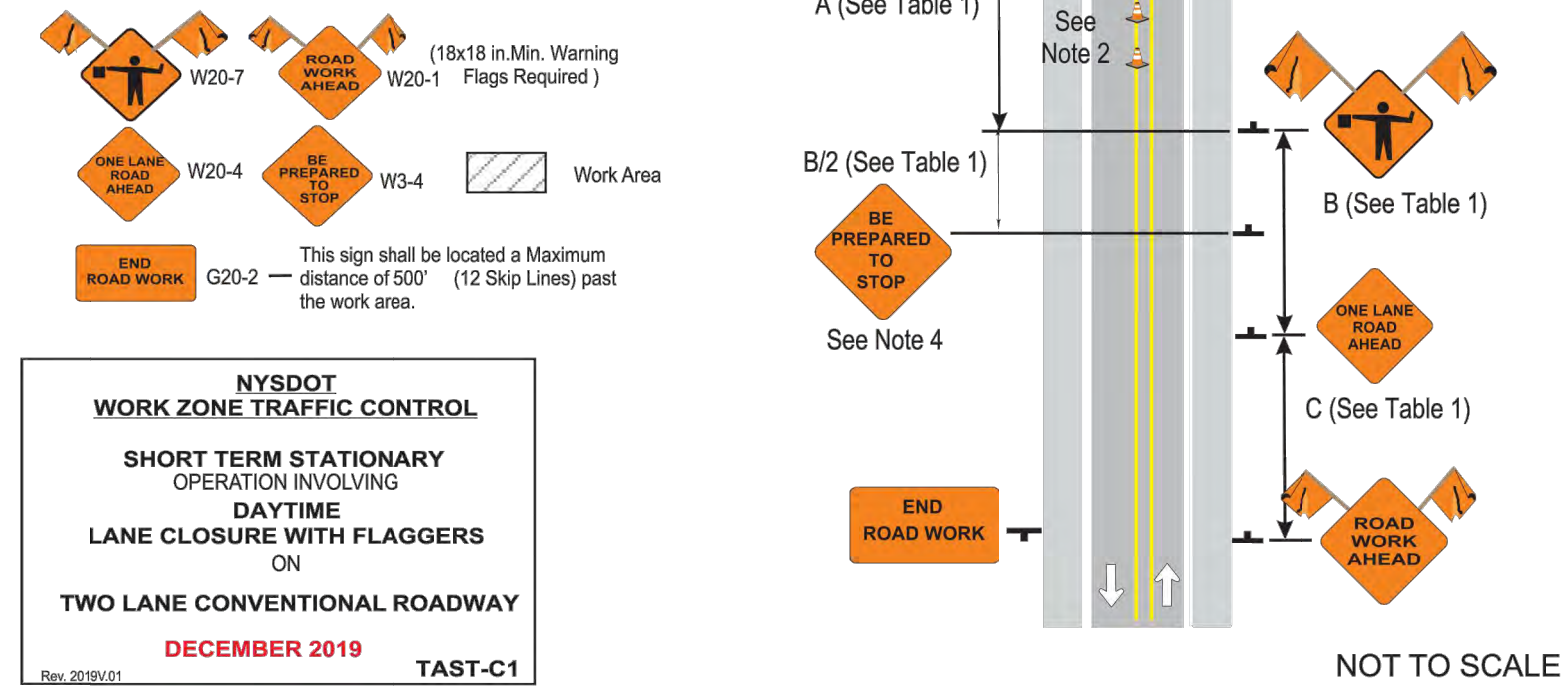 ROAD
WORK
AHEAD
W20-7
W20-1
(18x18 in.Min. Warning
Flags Required )
ONE LANE
ROAD
AHEAD
W20-4
BE
PREPARED
TO
STOP
W3-4
Work Area
END
ROAD WORK
G20-2
This sign shall be located a Maximum
distance of 500' (12 Skip Lines) past
the work area.
NYSDOT
WORK ZONE TRAFFIC CONTROL
SHORT TERM STATIONARY
OPERATION INVOLVING
DAYTIME
LANE CLOSURE WITH FLAGGERS
ON
TWO LANE CONVENTIONAL ROADWAY
DECEMBER 2019
Rev. 2019V.01
TAST-C1
A (See Table 1)
See
Note 2
B/2 (See Table 1)
BE
PREPARED
TO
STOP
See Note 4
B (See Table 1)
ONE LANE
ROAD
AHEAD
C (See Table 1)
END
ROAD WORK
ROAD
WORK
AHEAD
NOT TO SCALE